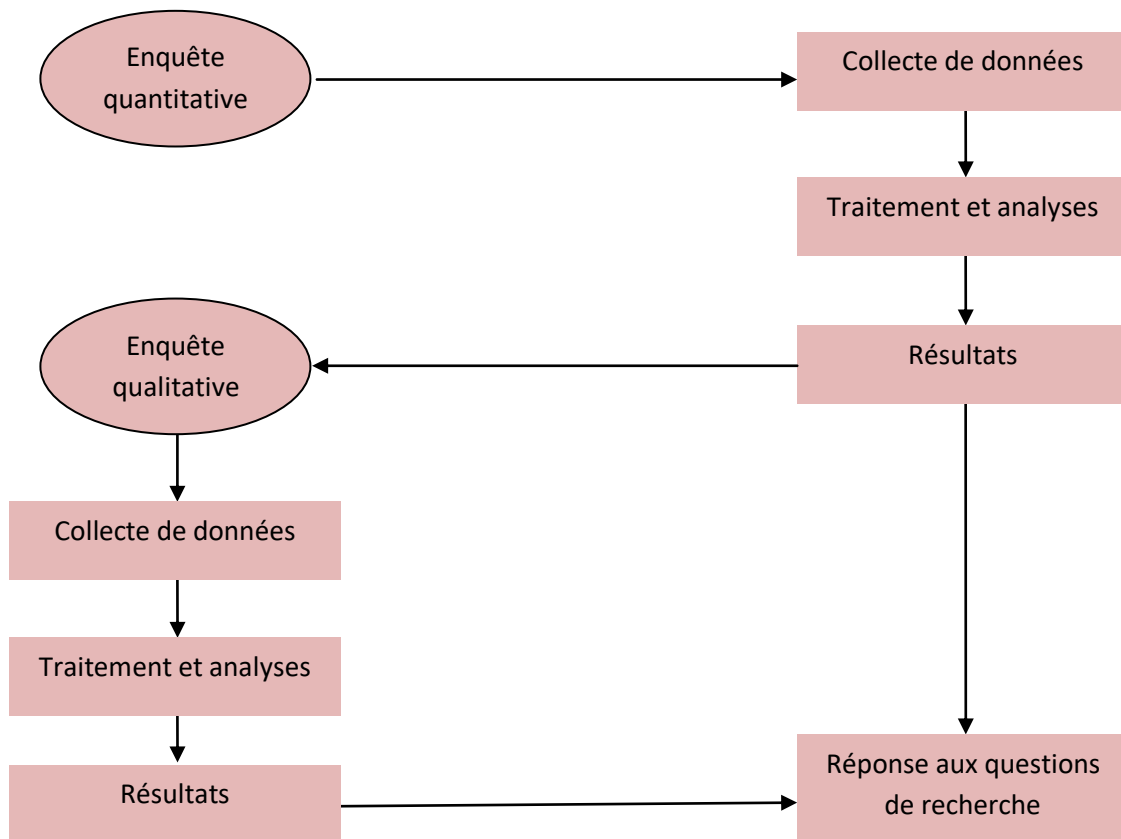 Enquête
quantitative
Collecte de données
Traitement et analyses
Résultats
Enquête
qualitative
Collecte de données
Traitement et analyses
Résultats
Réponse aux questions
de recherche